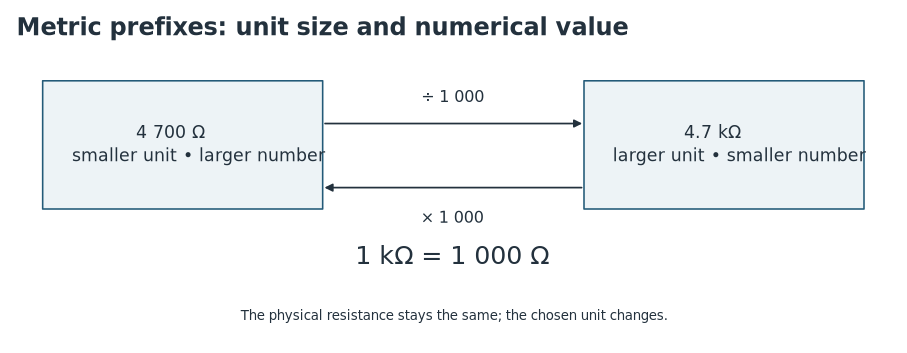 Metric prefixes: unit size and numerical value
÷ 1 000
4 700 Ω
smaller unit • larger number
4.7 kΩ
larger unit • smaller number
× 1 000
1 kΩ = 1 000 Ω
The physical resistance stays the same; the chosen unit changes.